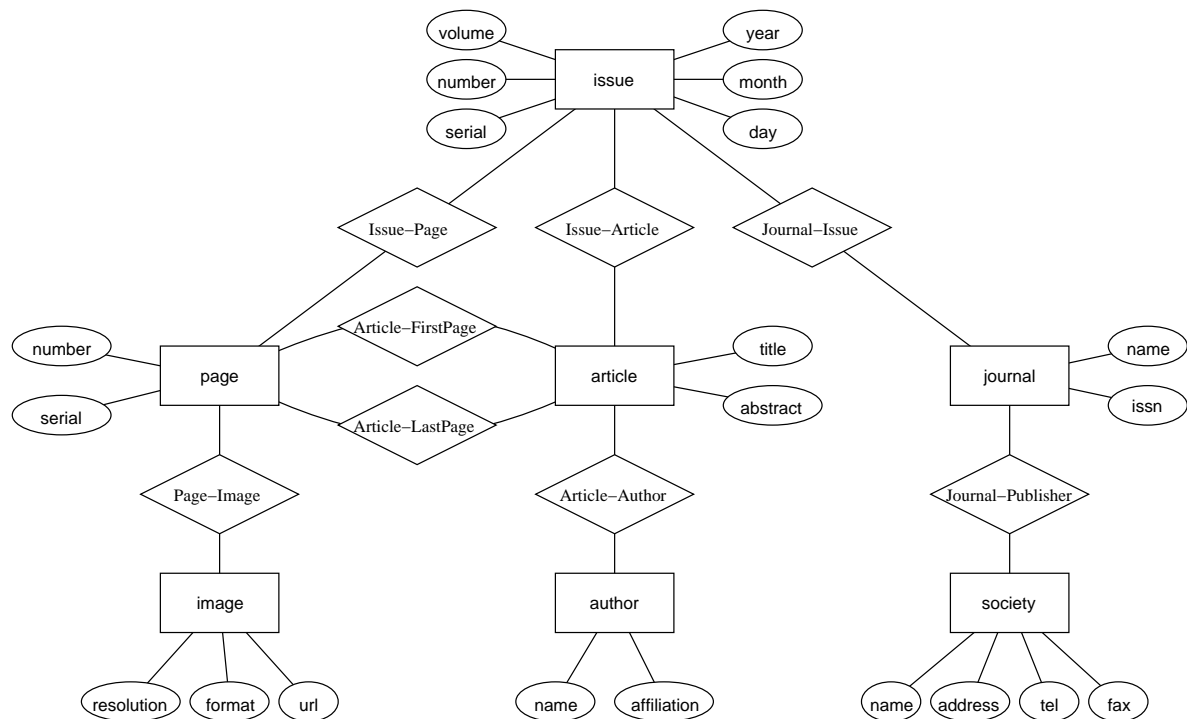 volume
year
number
issue
month
serial
day
Issue–Page
Issue–Article
Journal–Issue
Article–FirstPage
number
title
name
page
article
journal
serial
abstract
issn
Article–LastPage
Page–Image
Article–Author
Journal–Publisher
image
author
society
resolution
format
url
name
affiliation
name
address
tel
fax